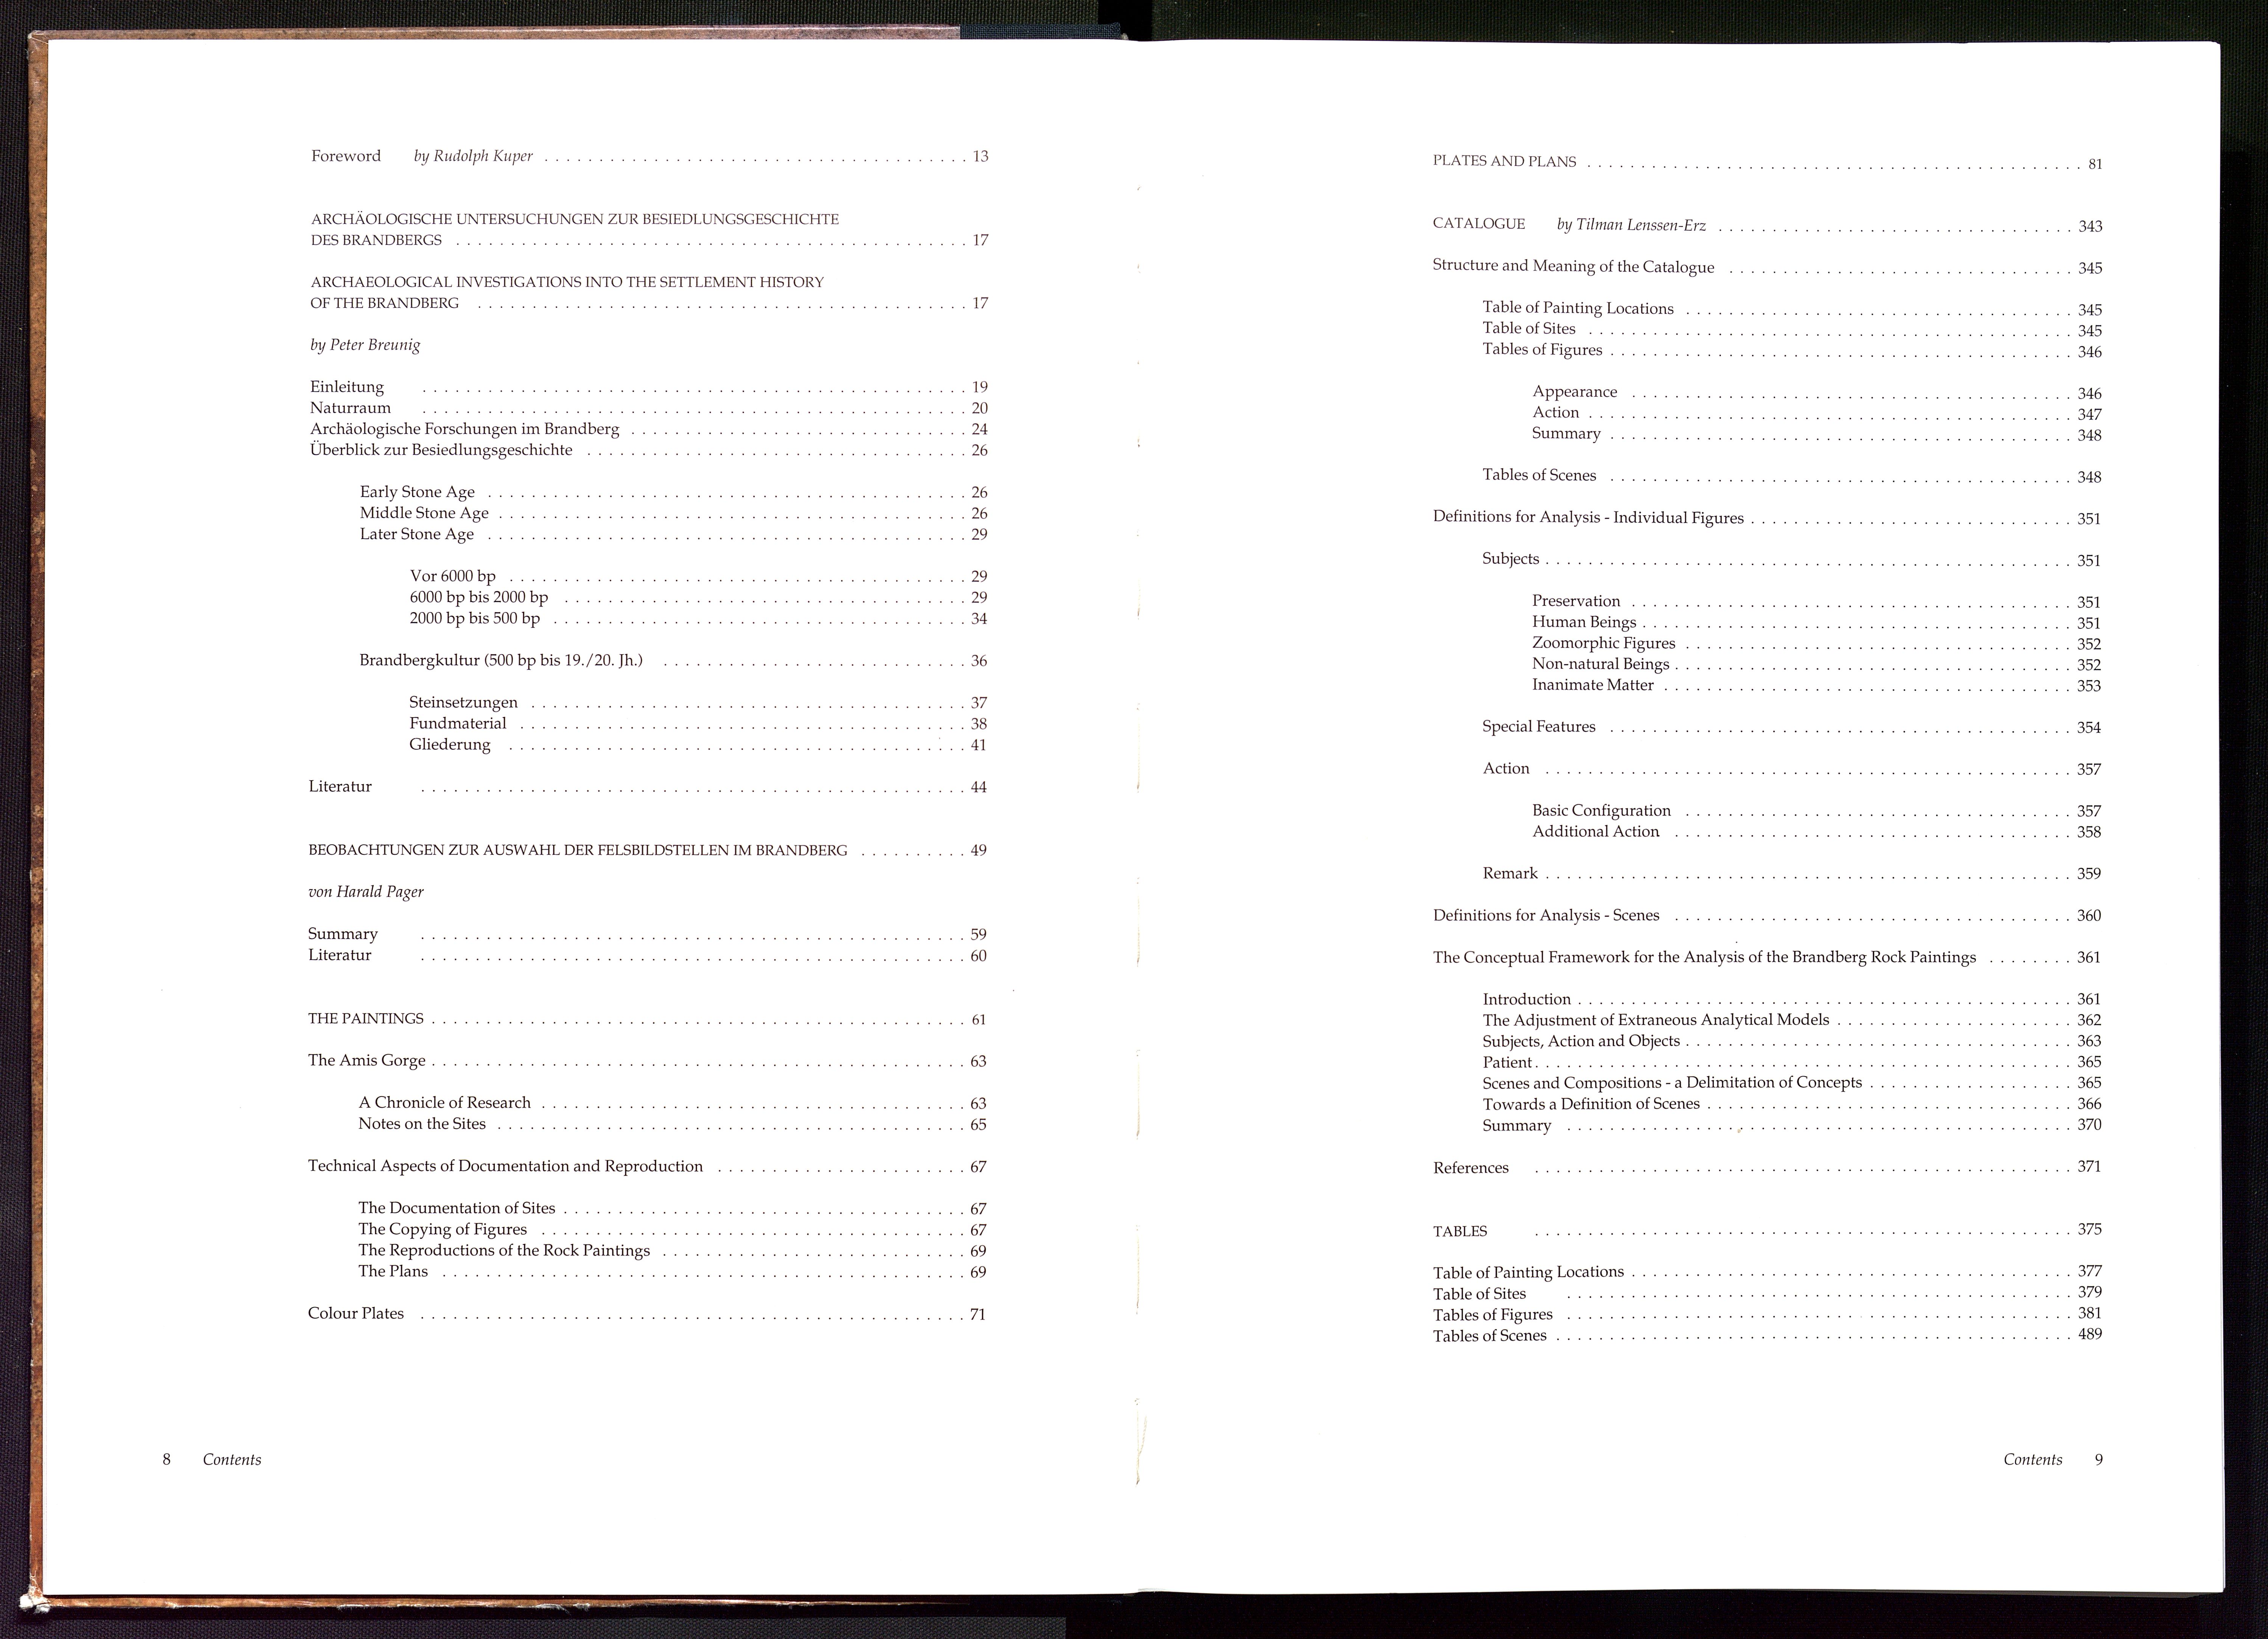 Foreword by Rudolph Kuper . . . . . . . . . . 13
ARCHÄOLOGISCHE UNTERSUCHUNGEN ZUR BESIEDLUNGSGESCHICHTE
DES BRANDBERGS . . . . . . . . . . 17
ARCHAEOLOGICAL INVESTIGATIONS INTO THE SETTLEMENT HISTORY
OF THE BRANDBERG . . . . . . . . . . 17
by Peter Breunig
Einleitung . . . . . . . . . . 19
Naturraum . . . . . . . . . . 20
Archäologische Forschungen im Brandberg . . . . . . . . . . 24
Überblick zur Besiedlungsgeschichte . . . . . . . . . . 26
Early Stone Age . . . . . . . . . . 26
Middle Stone Age . . . . . . . . . . 26
Later Stone Age . . . . . . . . . . 29
Vor 6000 bp . . . . . . . . . . 29
6000 bp bis 2000 bp . . . . . . . . . . 29
2000 bp bis 500 bp . . . . . . . . . . 34
Brandbergkultur (500 bp bis 19./20. Jh.) . . . . . . . . . . 36
Steinsetzungen . . . . . . . . . . 37
Fundmaterial . . . . . . . . . . 38
Gliederung . . . . . . . . . . 41
Literatur . . . . . . . . . . 44
BEOBACHTUNGEN ZUR AUSWAHL DER FELSBILDSTELLEN IM BRANDBERG . . . . . . . . . . 49
von Harald Pager
Summary . . . . . . . . . . 59
Literatur . . . . . . . . . . 60
THE PAINTINGS . . . . . . . . . . 61
The Amis Gorge . . . . . . . . . . 63
A Chronicle of Research . . . . . . . . . . 63
Notes on the Sites . . . . . . . . . . 65
Technical Aspects of Documentation and Reproduction . . . . . . . . . . 67
The Documentation of Sites . . . . . . . . . . 67
The Copying of Figures . . . . . . . . . . 67
The Reproductions of the Rock Paintings . . . . . . . . . . 69
The Plans . . . . . . . . . . 69
Colour Plates . . . . . . . . . . 71
8 Contents
PLATES AND PLANS . . . . . . . . . . 81
CATALOGUE by Tilman Lenssen-Erz . . . . . . . . . . 343
Structure and Meaning of the Catalogue . . . . . . . . . . 345
Table of Painting Locations . . . . . . . . . . 345
Table of Sites . . . . . . . . . . 345
Tables of Figures . . . . . . . . . . 346
Appearance . . . . . . . . . . 346
Action . . . . . . . . . . 347
Summary . . . . . . . . . . 348
Tables of Scenes . . . . . . . . . . 348
Definitions for Analysis - Individual Figures . . . . . . . . . . 351
Subjects . . . . . . . . . . 351
Preservation . . . . . . . . . . 351
Human Beings . . . . . . . . . . 351
Zoomorphic Figures . . . . . . . . . . 352
Non-natural Beings . . . . . . . . . . 352
Inanimate Matter . . . . . . . . . . 353
Special Features . . . . . . . . . . 354
Action . . . . . . . . . . 357
Basic Configuration . . . . . . . . . . 357
Additional Action . . . . . . . . . . 358
Remark . . . . . . . . . . 359
Definitions for Analysis - Scenes . . . . . . . . . . 360
The Conceptual Framework for the Analysis of the Brandberg Rock Paintings . . . . . . . . 361
Introduction . . . . . . . . . . 361
The Adjustment of Extraneous Analytical Models . . . . . . . . . . 362
Subjects, Action and Objects . . . . . . . . . . 363
Patient . . . . . . . . . . 365
Scenes and Compositions - a Delimitation of Concepts . . . . . . . . . . 365
Towards a Definition of Scenes . . . . . . . . . . 366
Summary . . . . . . . . . . 370
References . . . . . . . . . . 371
TABLES . . . . . . . . . . 375
Table of Painting Locations . . . . . . . . . . 377
Table of Sites . . . . . . . . . . 379
Tables of Figures . . . . . . . . . . 381
Tables of Scenes . . . . . . . . . . 489
Contents 9